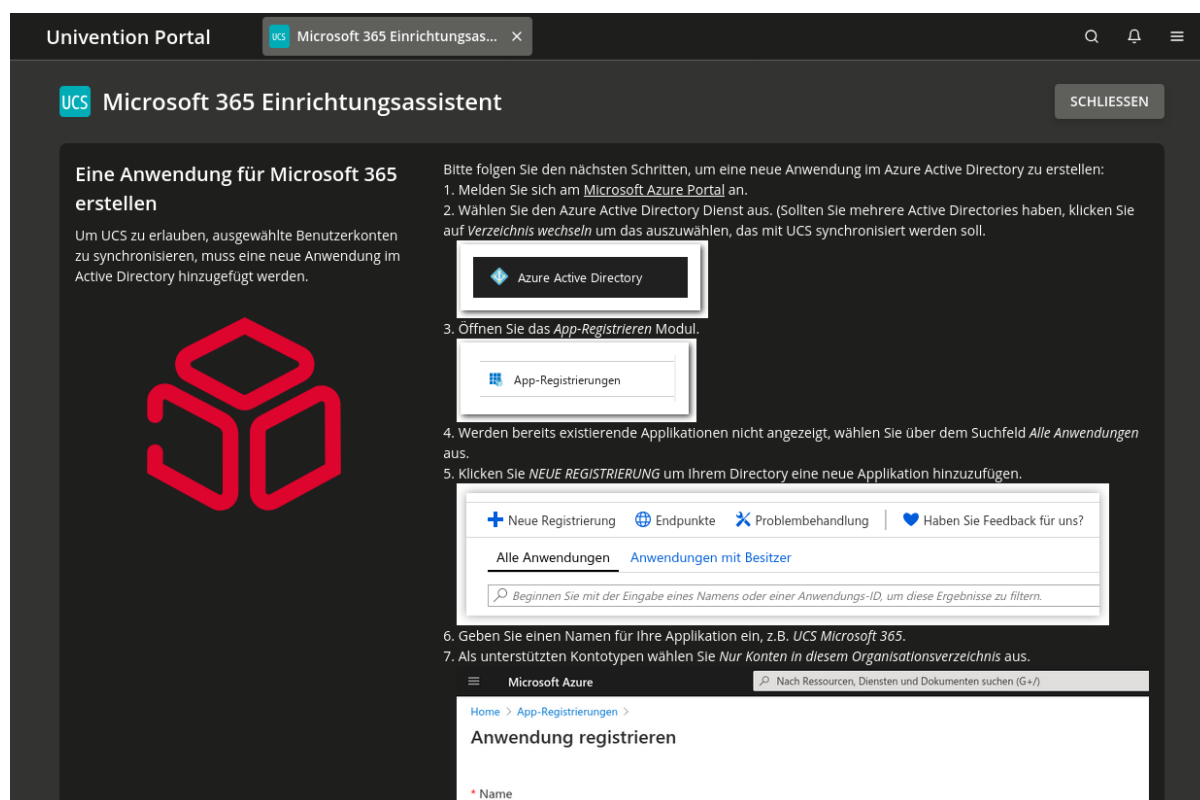 Univention Portal
UCS Microsoft 365 Einrichtungsas...
UCS Microsoft 365 Einrichtungsassistent
SCHLIESSEN
Eine Anwendung für Microsoft 365
erstellen
Um UCS zu erlauben, ausgewählte Benutzerkonten
zu synchronisieren, muss eine neue Anwendung im
Active Directory hinzugefügt werden.
Bitte folgen Sie den nächsten Schritten, um eine neue Anwendung im Azure Active Directory zu erstellen:
1. Melden Sie sich am Microsoft Azure Portal an.
2. Wählen Sie den Azure Active Directory Dienst aus. (Sollten Sie mehrere Active Directories haben, klicken Sie
auf Verzeichnis wechseln um das auszuwählen, das mit UCS synchronisiert werden soll.
Azure Active Directory
3. Öffnen Sie das App-Registrieren Modul.
App-Registrierungen
4. Werden bereits existierende Applikationen nicht angezeigt, wählen Sie über dem Suchfeld Alle Anwendungen
aus.
5. Klicken Sie NEUE REGISTRIERUNG um Ihrem Directory eine neue Applikation hinzuzufügen.
Neue Registrierung Endpunkte Problembehandlung Haben Sie Feedback für uns?
Alle Anwendungen Anwendungen mit Besitzer
Beginnen Sie mit der Eingabe eines Namens oder einer Anwendungs-ID, um diese Ergebnisse zu filtern.
6. Geben Sie einen Namen für Ihre Applikation ein, z.B. UCS Microsoft 365.
7. Als unterstützten Kontotypen wählen Sie Nur Konten in diesem Organisationsverzeichnis aus.
Microsoft Azure Nach Ressourcen, Diensten und Dokumenten suchen (G+/)
Home > App-Registrierungen >
Anwendung registrieren
* Name